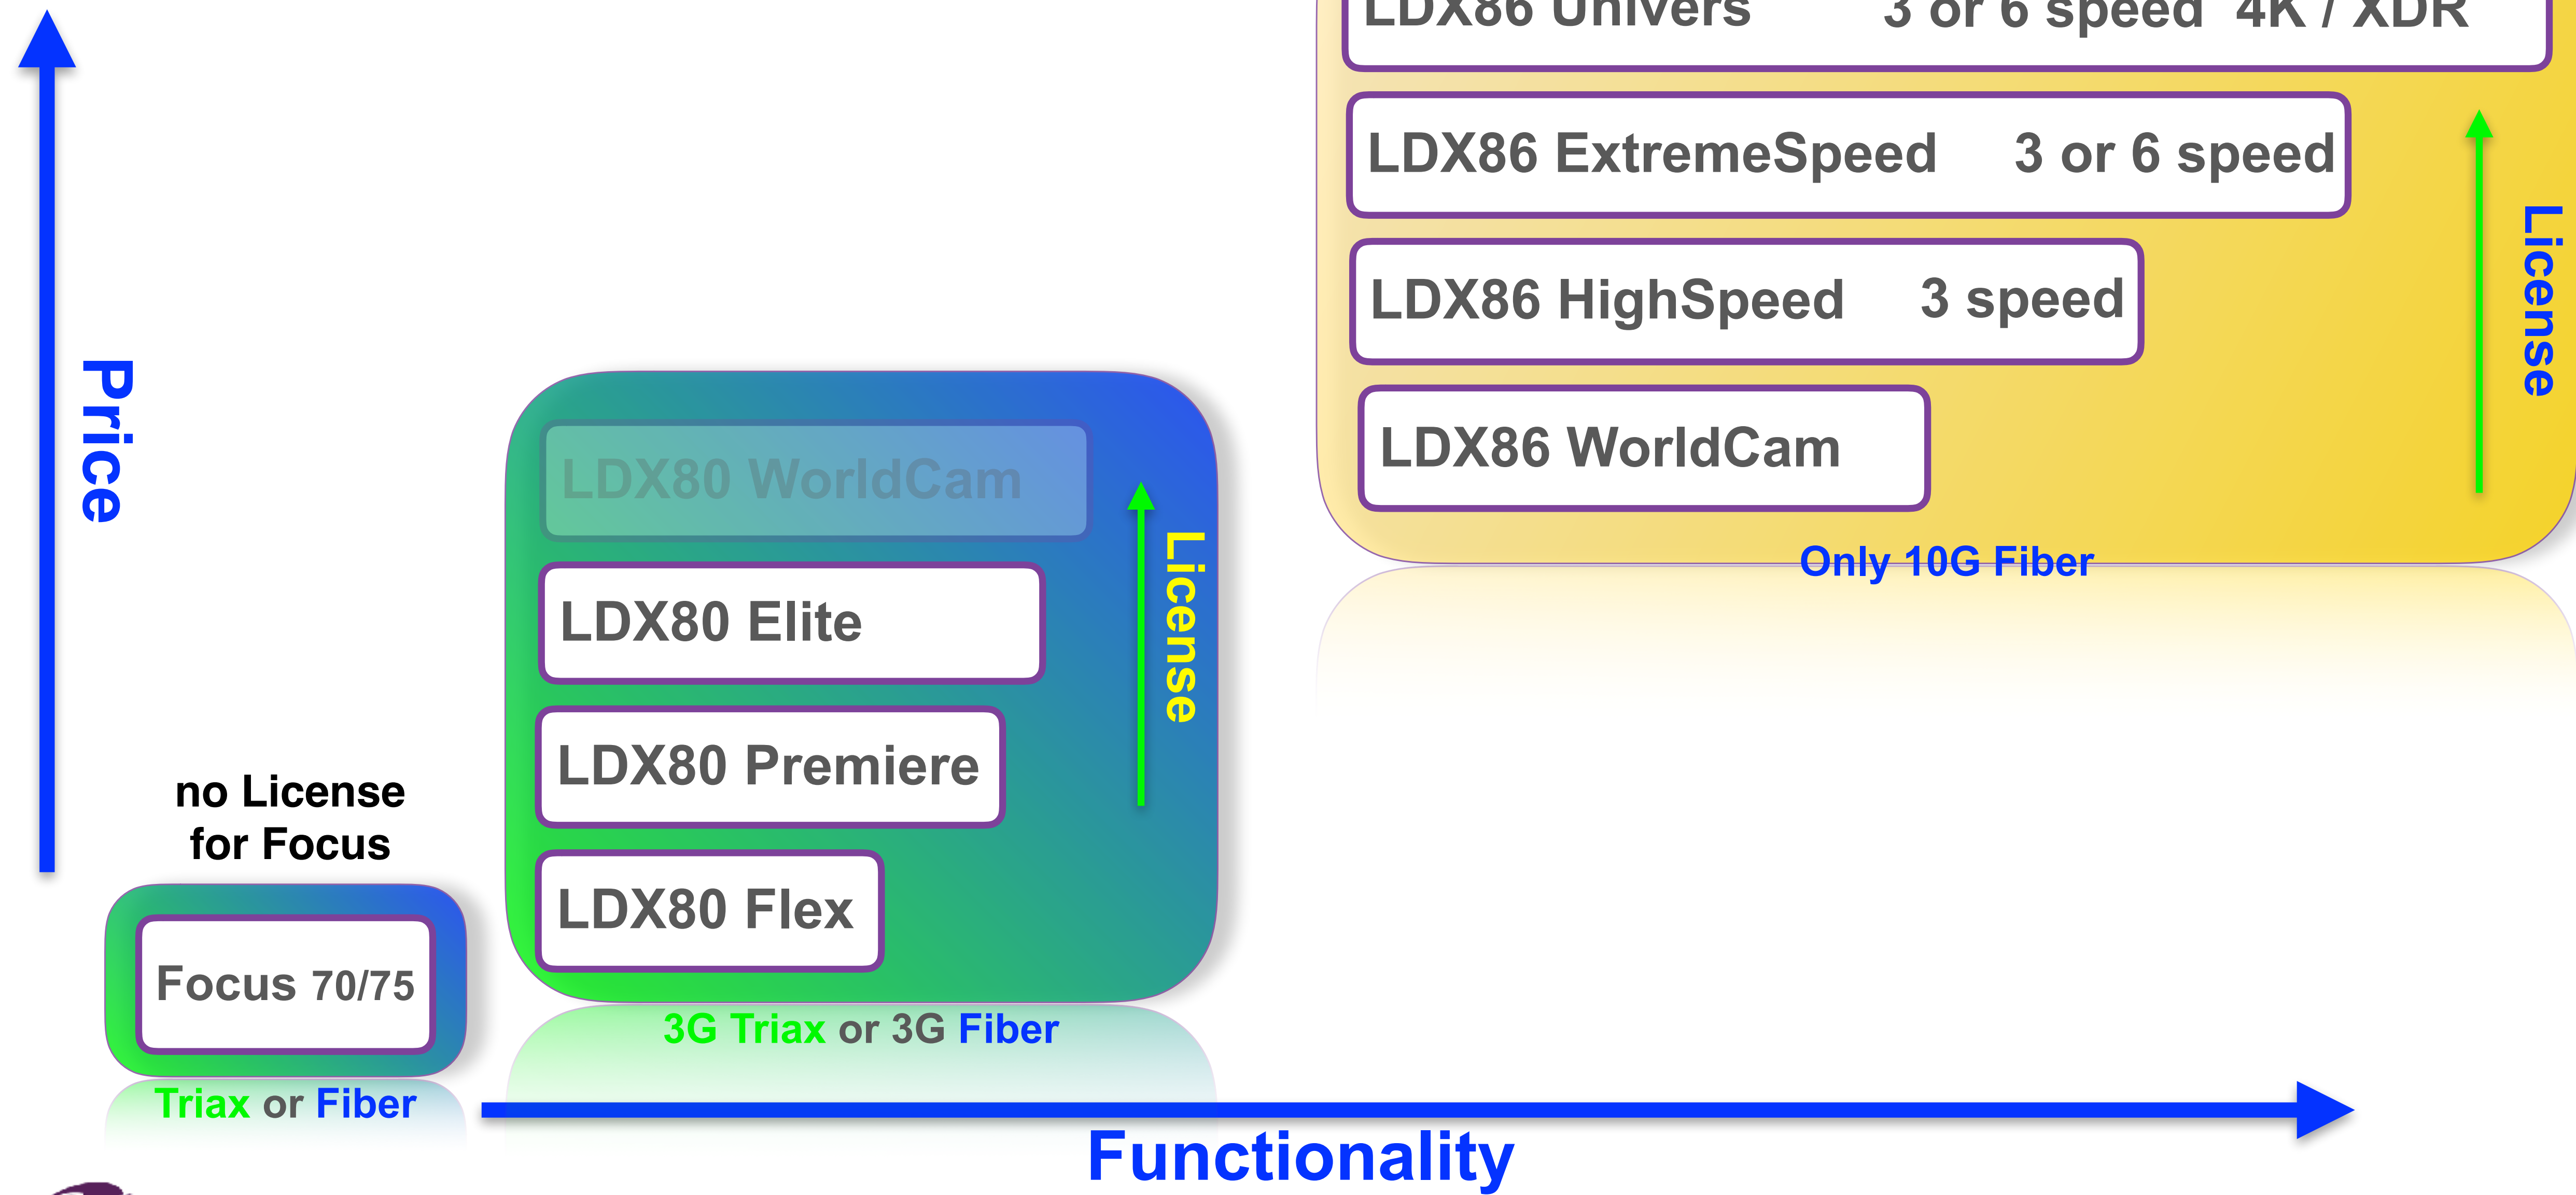 LDX86 Univers 3 or 6 speed 4K / XDR
LDX86 ExtremeSpeed 3 or 6 speed
LDX86 HighSpeed 3 speed
LDX86 WorldCam
License
Only 10G Fiber
Price
LDX80 WorldCam
LDX80 Elite
LDX80 Premiere
LDX80 Flex
License
3G Triax or 3G Fiber
no License
for Focus
Focus 70/75
Triax or Fiber
Functionality